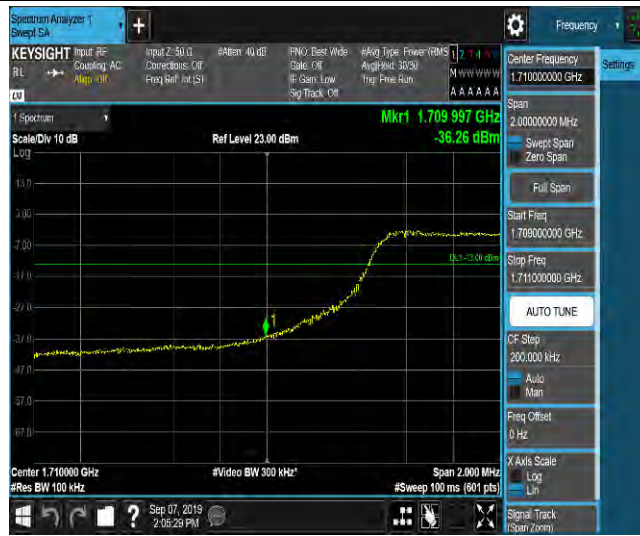 Spectrum Analyzer 1
Swept SA
Frequency
KEYSIGHT
RL
Input: RF
Coupling: AC
Align: Off
Input Z: 50 Ω
Corrections: Off
Freq Ref: Int (S)
#Atten: 40 dB
PNO: Best Wide
Gate: Off
IF Gain: Low
Sig Track: Off
#Avg Type: Power (RMS
Avg|Hold: 30/30
Trig: Free Run
M W W W W W
A A A A A A
Settings
1 Spectrum
Scale/Div 10 dB
Log
Ref Level 23.00 dBm
Mkr1 1.709 997 GHz
-36.26 dBm
13.0
3.00
-7.00
-17.0
-27.0
-37.0
-47.0
-57.0
-67.0
DL1 -13.00 dBm
1
Center 1.710000 GHz
#Res BW 100 kHz
#Video BW 300 kHz*
Span 2.000 MHz
#Sweep 100 ms (601 pts)
Center Frequency
1.710000000 GHz
Span
2.00000000 MHz
Swept Span
Zero Span
Full Span
Start Freq
1.709000000 GHz
Stop Freq
1.711000000 GHz
AUTO TUNE
CF Step
200.000 kHz
Auto
Man
Freq Offset
0 Hz
X Axis Scale
Log
Lin
Signal Track
(Span Zoom)
?
Sep 07, 2019
2:05:29 PM